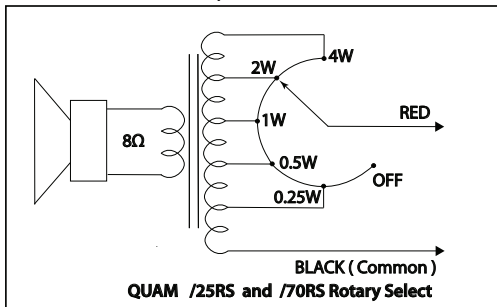 4W
2W
RED
1W
8Ω
0.5W
OFF
0.25W
BLACK ( Common )
QUAM /25RS and /70RS Rotary Select